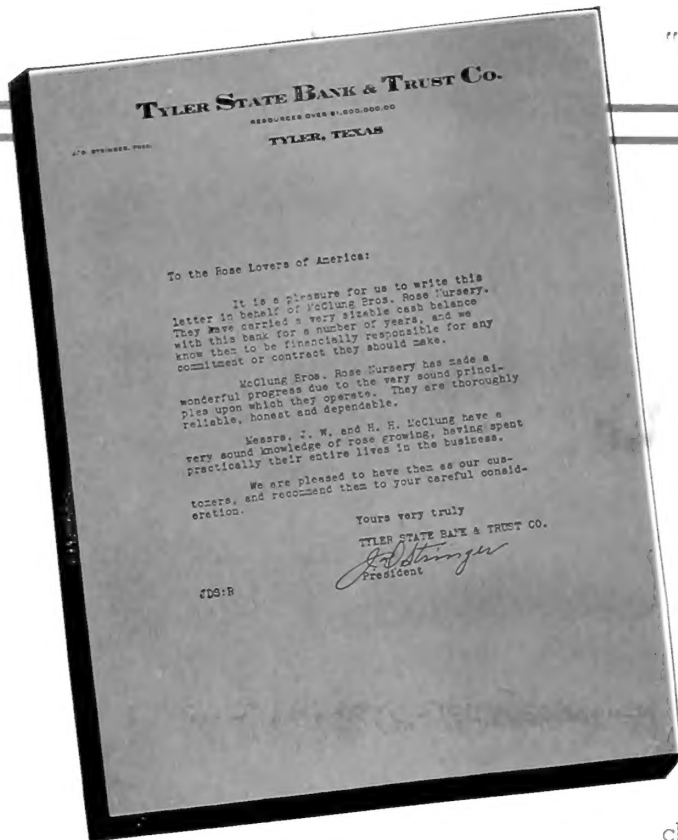 TYLER STATE BANK & TRUST CO.
RESOURCES OVER $1,600,000.00
TYLER, TEXAS
J. D. STRINGER, PRES.
To the Rose Lovers of America:
It is a pleasure for us to write this
letter in behalf of McClung Bros. Rose Nursery.
They have carried a very sizable cash balance
with this bank for a number of years, and we
know them to be financially responsible for any
commitment or contract they should make.
McClung Bros. Rose Nursery has made a
wonderful progress due to the very sound princi-
ples upon which they operate. They are thoroughly
reliable, honest and dependable.
Messrs. J. W. and H. H. McClung have a
very sound knowledge of rose growing, having spent
practically their entire lives in the business.
We are pleased to have them as our cus-
tomers, and recommend them to your careful consid-
eration.
Yours very truly
TYLER STATE BANK & TRUST CO.
J D Stringer
President
JDS:B